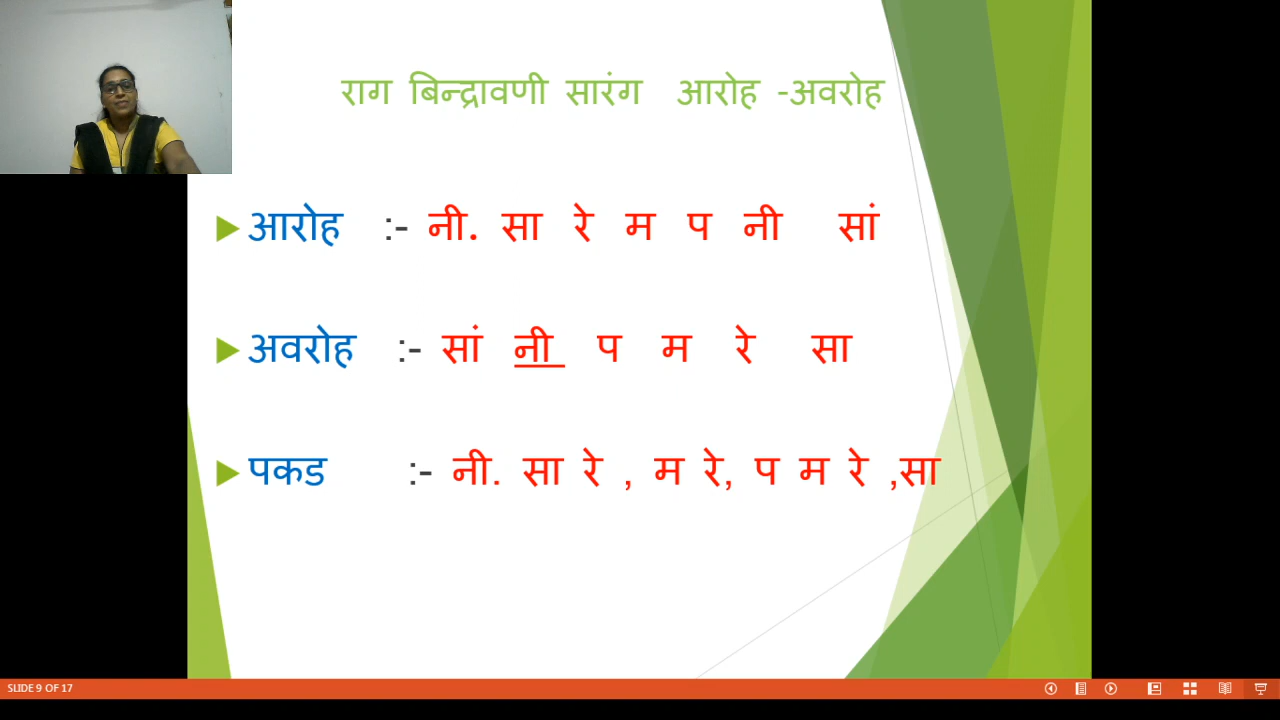 राग बिन्द्रावणी सारंग आरोह -अवरोह
आरोह :- नी. सा रे म प नी सां
अवरोह :- सां नी प म रे सा
पकड :- नी. सा रे , म रे, प म रे ,सा
SLIDE 9 OF 17